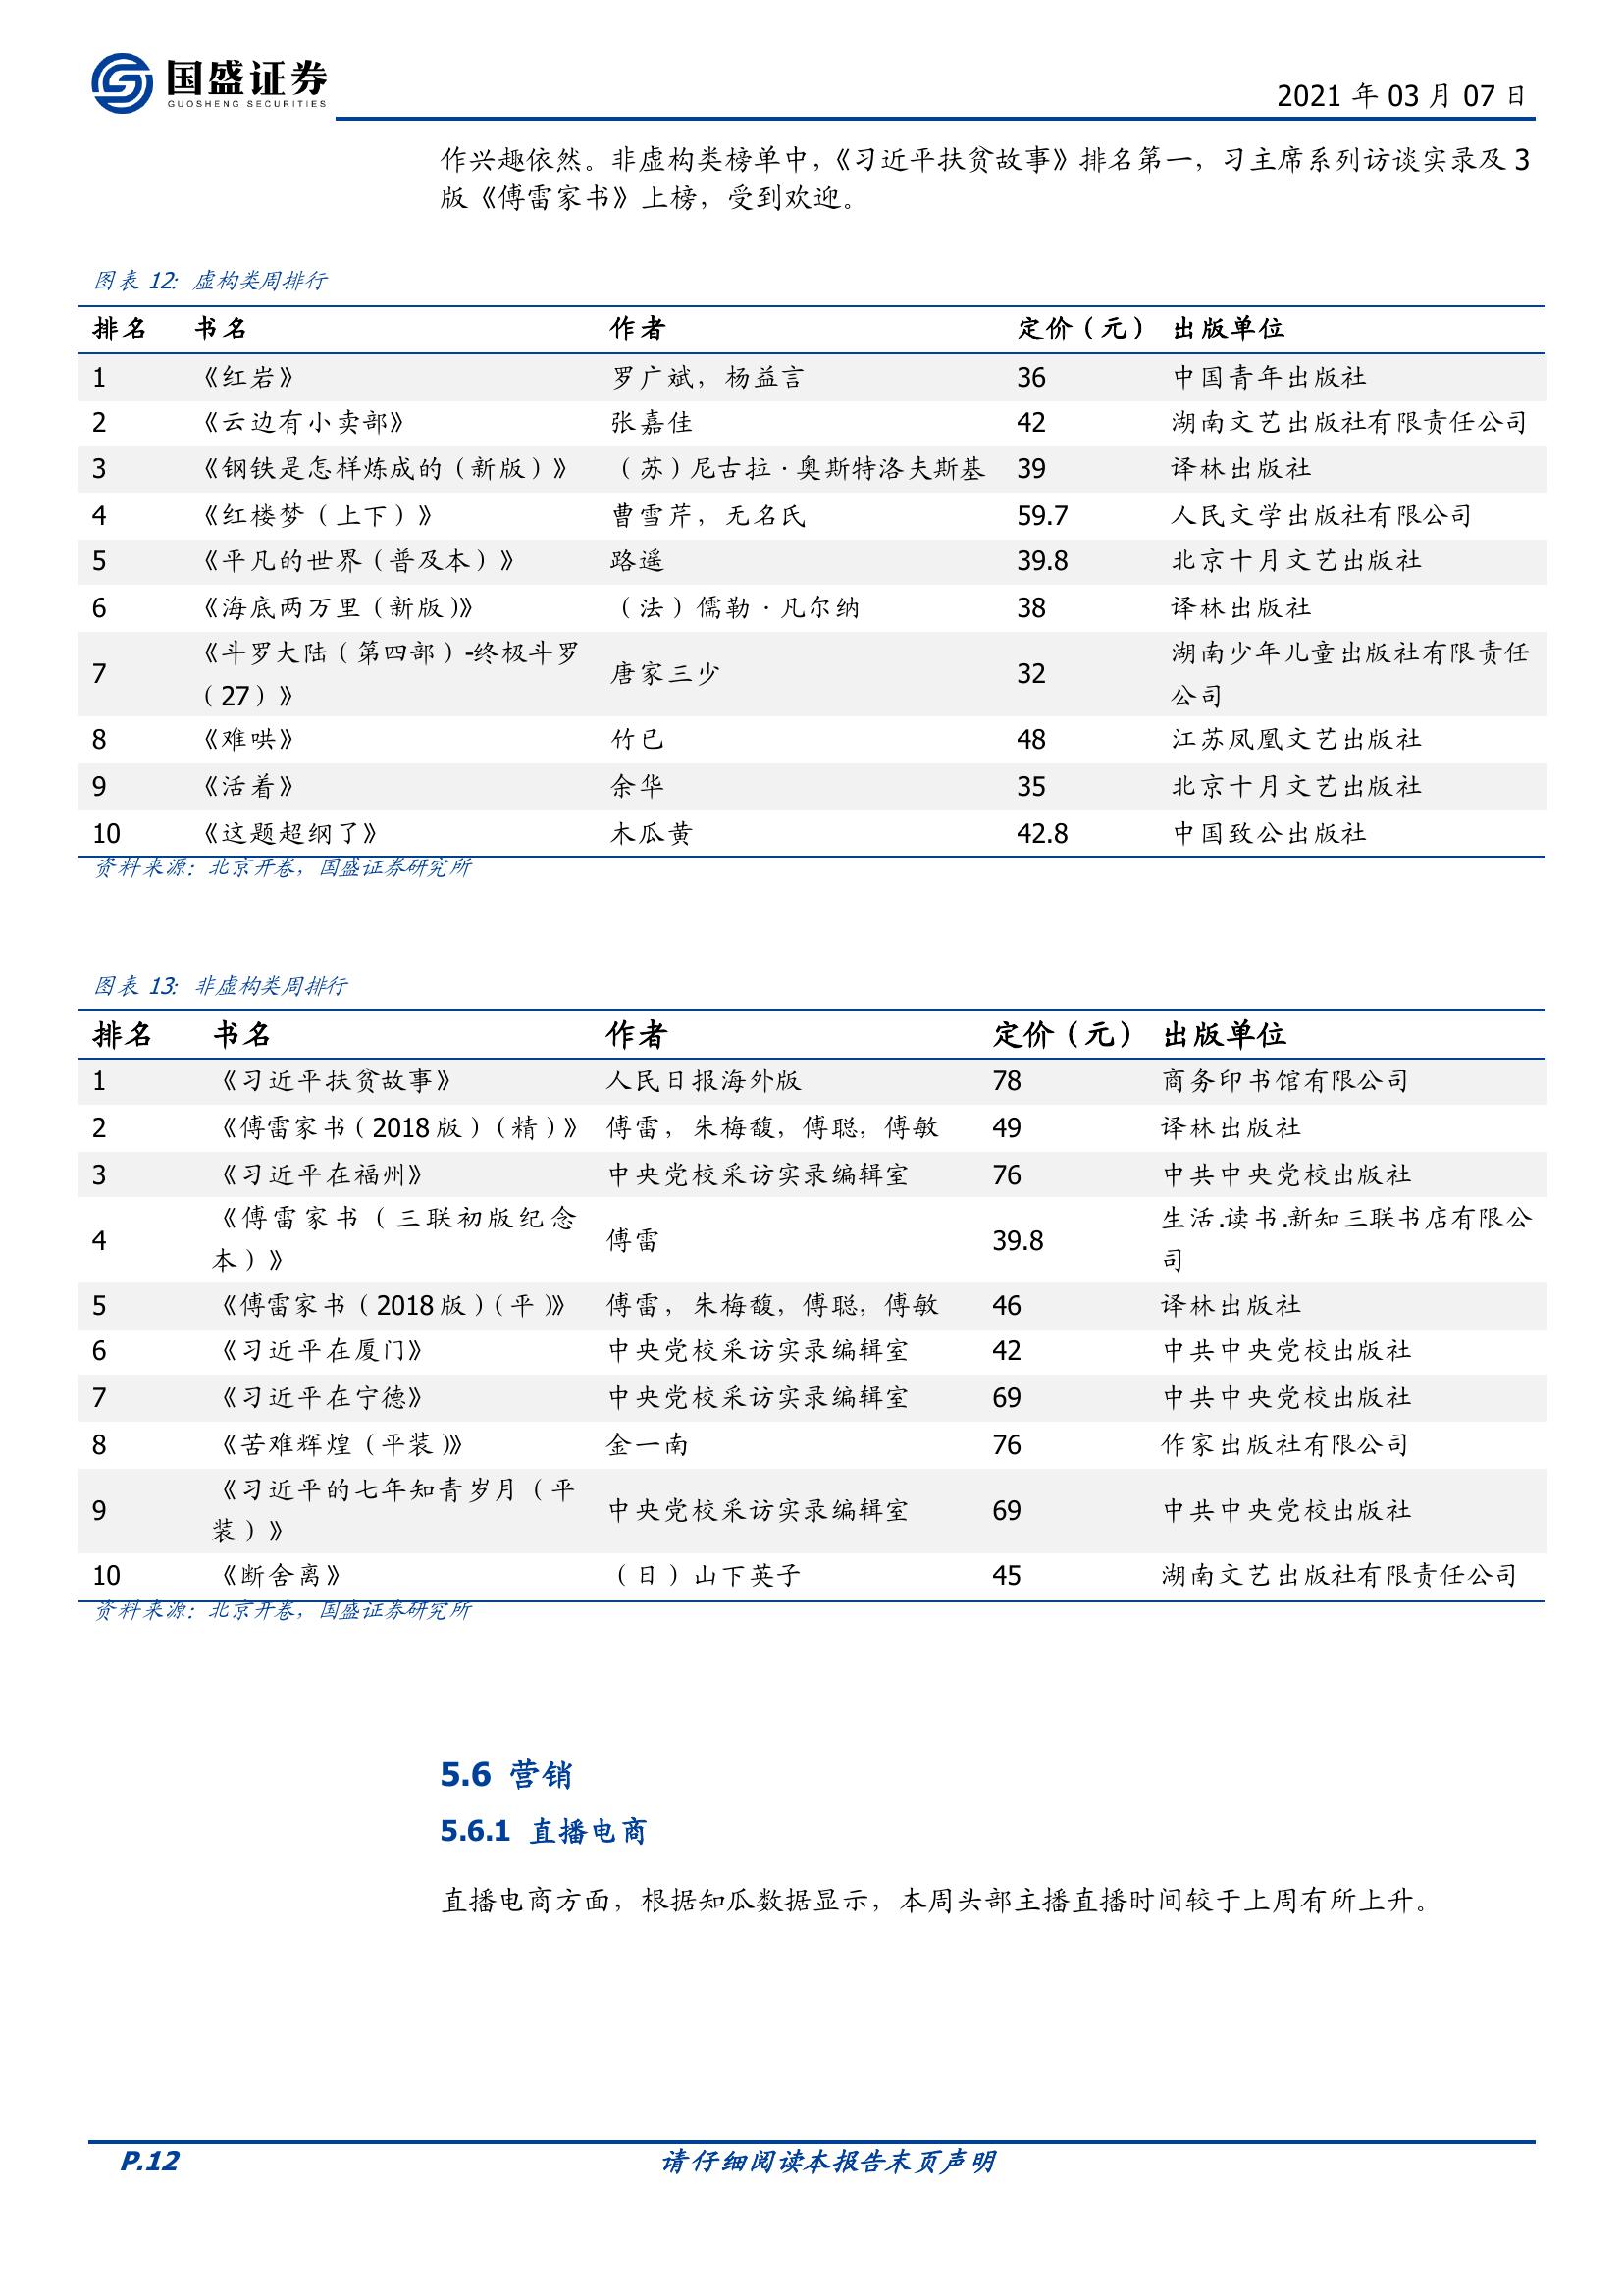 国盛证券
GUOSHENG SECURITIES
2021 年 03 月 07 日
作兴趣依然。非虚构类榜单中，《习近平扶贫故事》排名第一，习主席系列访谈实录及 3
版《傅雷家书》上榜，受到欢迎。
图表 12: 虚构类周排行
排名 书名 作者 定价（元） 出版单位
1 《红岩》 罗广斌，杨益言 36 中国青年出版社
2 《云边有小卖部》 张嘉佳 42 湖南文艺出版社有限责任公司
3 《钢铁是怎样炼成的（新版）》 （苏）尼古拉·奥斯特洛夫斯基 39 译林出版社
4 《红楼梦（上下）》 曹雪芹，无名氏 59.7 人民文学出版社有限公司
5 《平凡的世界（普及本）》 路遥 39.8 北京十月文艺出版社
6 《海底两万里（新版）》 （法）儒勒·凡尔纳 38 译林出版社
7 《斗罗大陆（第四部）-终极斗罗 唐家三少 32 湖南少年儿童出版社有限责任
（27）》 公司
8 《难哄》 竹已 48 江苏凤凰文艺出版社
9 《活着》 余华 35 北京十月文艺出版社
10 《这题超纲了》 木瓜黄 42.8 中国致公出版社
资料来源：北京开卷，国盛证券研究所
图表 13: 非虚构类周排行
排名 书名 作者 定价（元） 出版单位
1 《习近平扶贫故事》 人民日报海外版 78 商务印书馆有限公司
2 《傅雷家书（2018 版）（精）》 傅雷，朱梅馥，傅聪，傅敏 49 译林出版社
3 《习近平在福州》 中央党校采访实录编辑室 76 中共中央党校出版社
4 《傅雷家书（三联初版纪念 傅雷 39.8 生活.读书.新知三联书店有限公
本）》 司
5 《傅雷家书（2018 版）（平）》 傅雷，朱梅馥，傅聪，傅敏 46 译林出版社
6 《习近平在厦门》 中央党校采访实录编辑室 42 中共中央党校出版社
7 《习近平在宁德》 中央党校采访实录编辑室 69 中共中央党校出版社
8 《苦难辉煌（平装）》 金一南 76 作家出版社有限公司
9 《习近平的七年知青岁月（平 中央党校采访实录编辑室 69 中共中央党校出版社
装）》
10 《断舍离》 （日）山下英子 45 湖南文艺出版社有限责任公司
资料来源：北京开卷，国盛证券研究所
5.6 营销
5.6.1 直播电商
直播电商方面，根据知瓜数据显示，本周头部主播直播时间较于上周有所上升。
P.12 请仔细阅读本报告末页声明